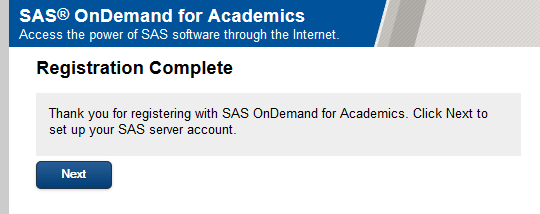 SAS® OnDemand for Academics
Access the power of SAS software through the Internet.
Registration Complete
Thank you for registering with SAS OnDemand for Academics. Click Next to
set up your SAS server account.
Next